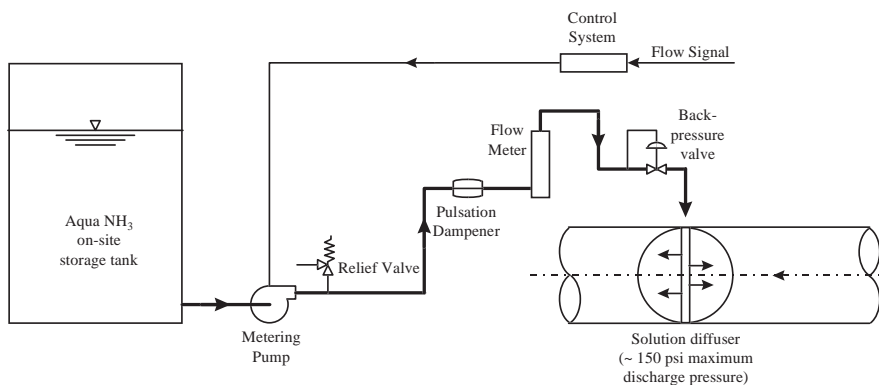 Control
System
Flow Signal
Back-
pressure
valve
Flow
Meter
Aqua NH₃
on-site
storage tank
Pulsation
Dampener
Relief Valve
Metering
Pump
Solution diffuser
(~ 150 psi maximum
discharge pressure)